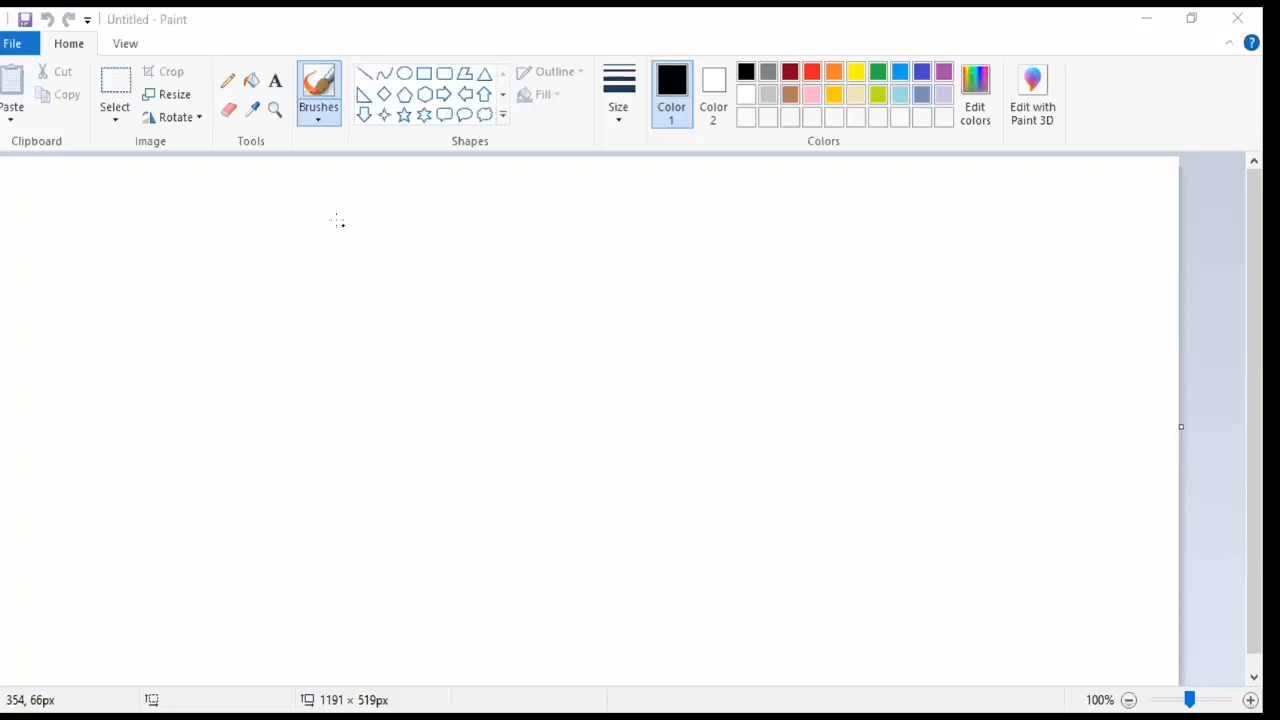 Untitled - Paint
File Home View
Cut
Copy
Paste
Clipboard
Select
Crop
Resize
Rotate
Image
A
Tools
Brushes
Shapes
Outline
Fill
Size
Color 1
Color 2
Colors
Edit colors
Edit with Paint 3D
?
354, 66px
1191 × 519px
100%